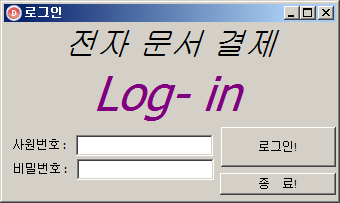 로그인
전자 문서 결제
Log- in
사원번호:
로그인!
비밀번호:
종 료!